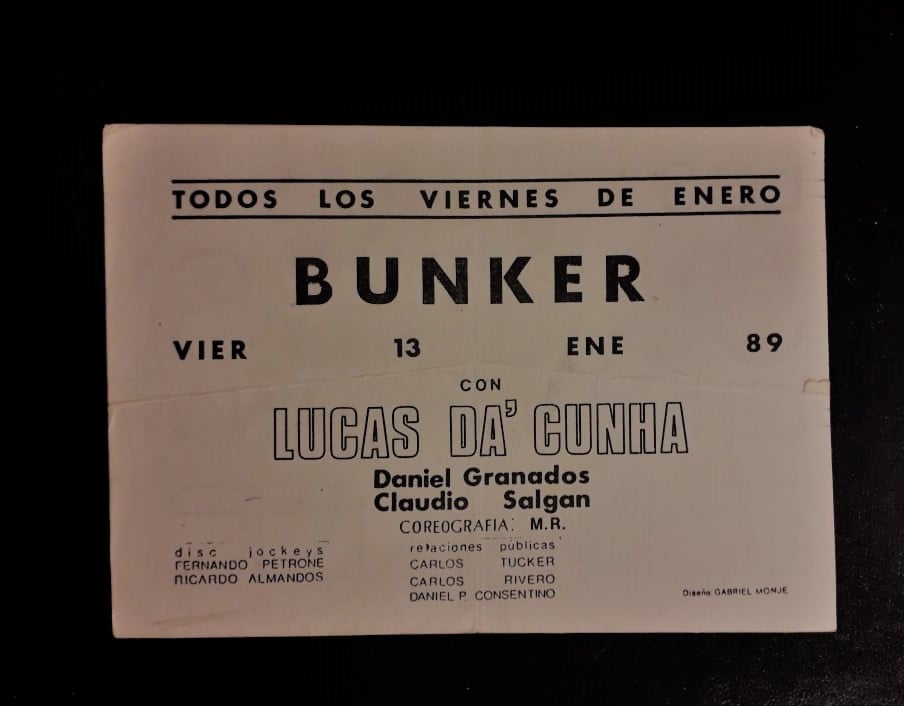 TODOS LOS VIERNES DE ENERO
BUNKER
VIER 13 ENE 89
CON
LUCAS DA' CUNHA
Daniel Granados
Claudio Salgan
COREOGRAFIA: M.R.
disc jockeys
FERNANDO PETRONE
RICARDO ALMANDOS
relaciones públicas
CARLOS TUCKER
CARLOS RIVERO
DANIEL P. CONSENTINO
Diseño GABRIEL MONJE